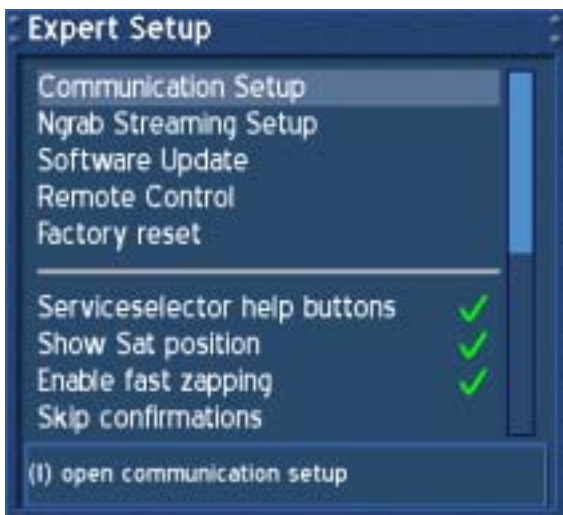 Expert Setup
Communication Setup
Ngrab Streaming Setup
Software Update
Remote Control
Factory reset
Serviceselector help buttons
Show Sat position
Enable fast zapping
Skip confirmations
(1) open communication setup